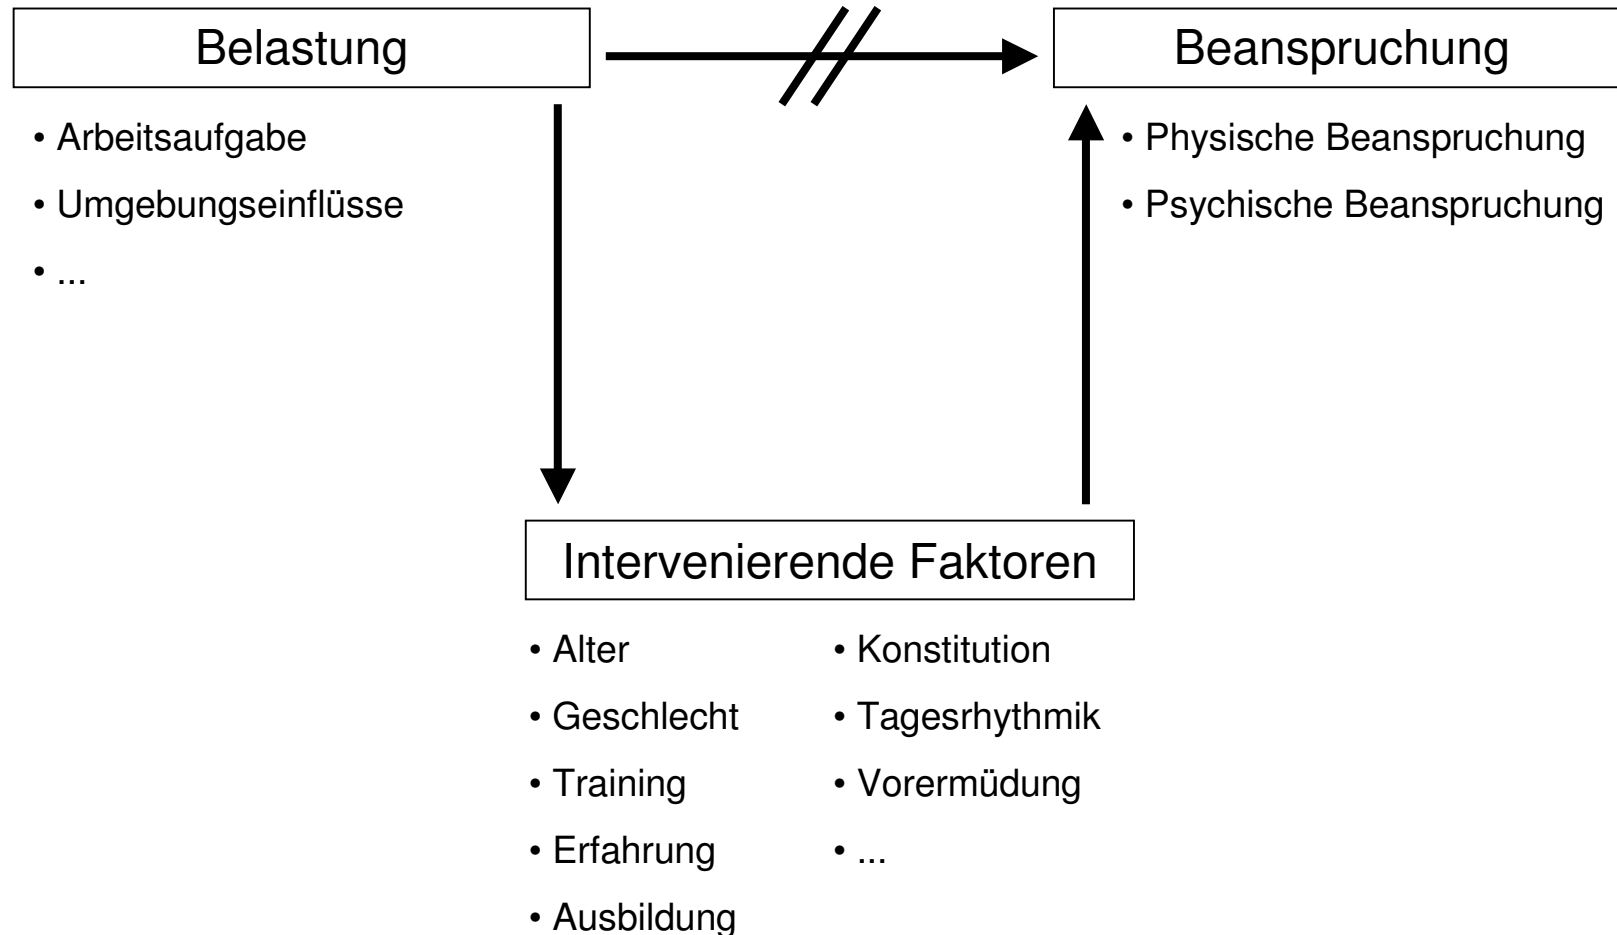 Belastung
Beanspruchung
• Arbeitsaufgabe
• Umgebungseinflüsse
• ...
• Physische Beanspruchung
• Psychische Beanspruchung
Intervenierende Faktoren
• Alter
• Geschlecht
• Training
• Erfahrung
• Ausbildung
• Konstitution
• Tagesrhythmik
• Vorermüdung
• ...